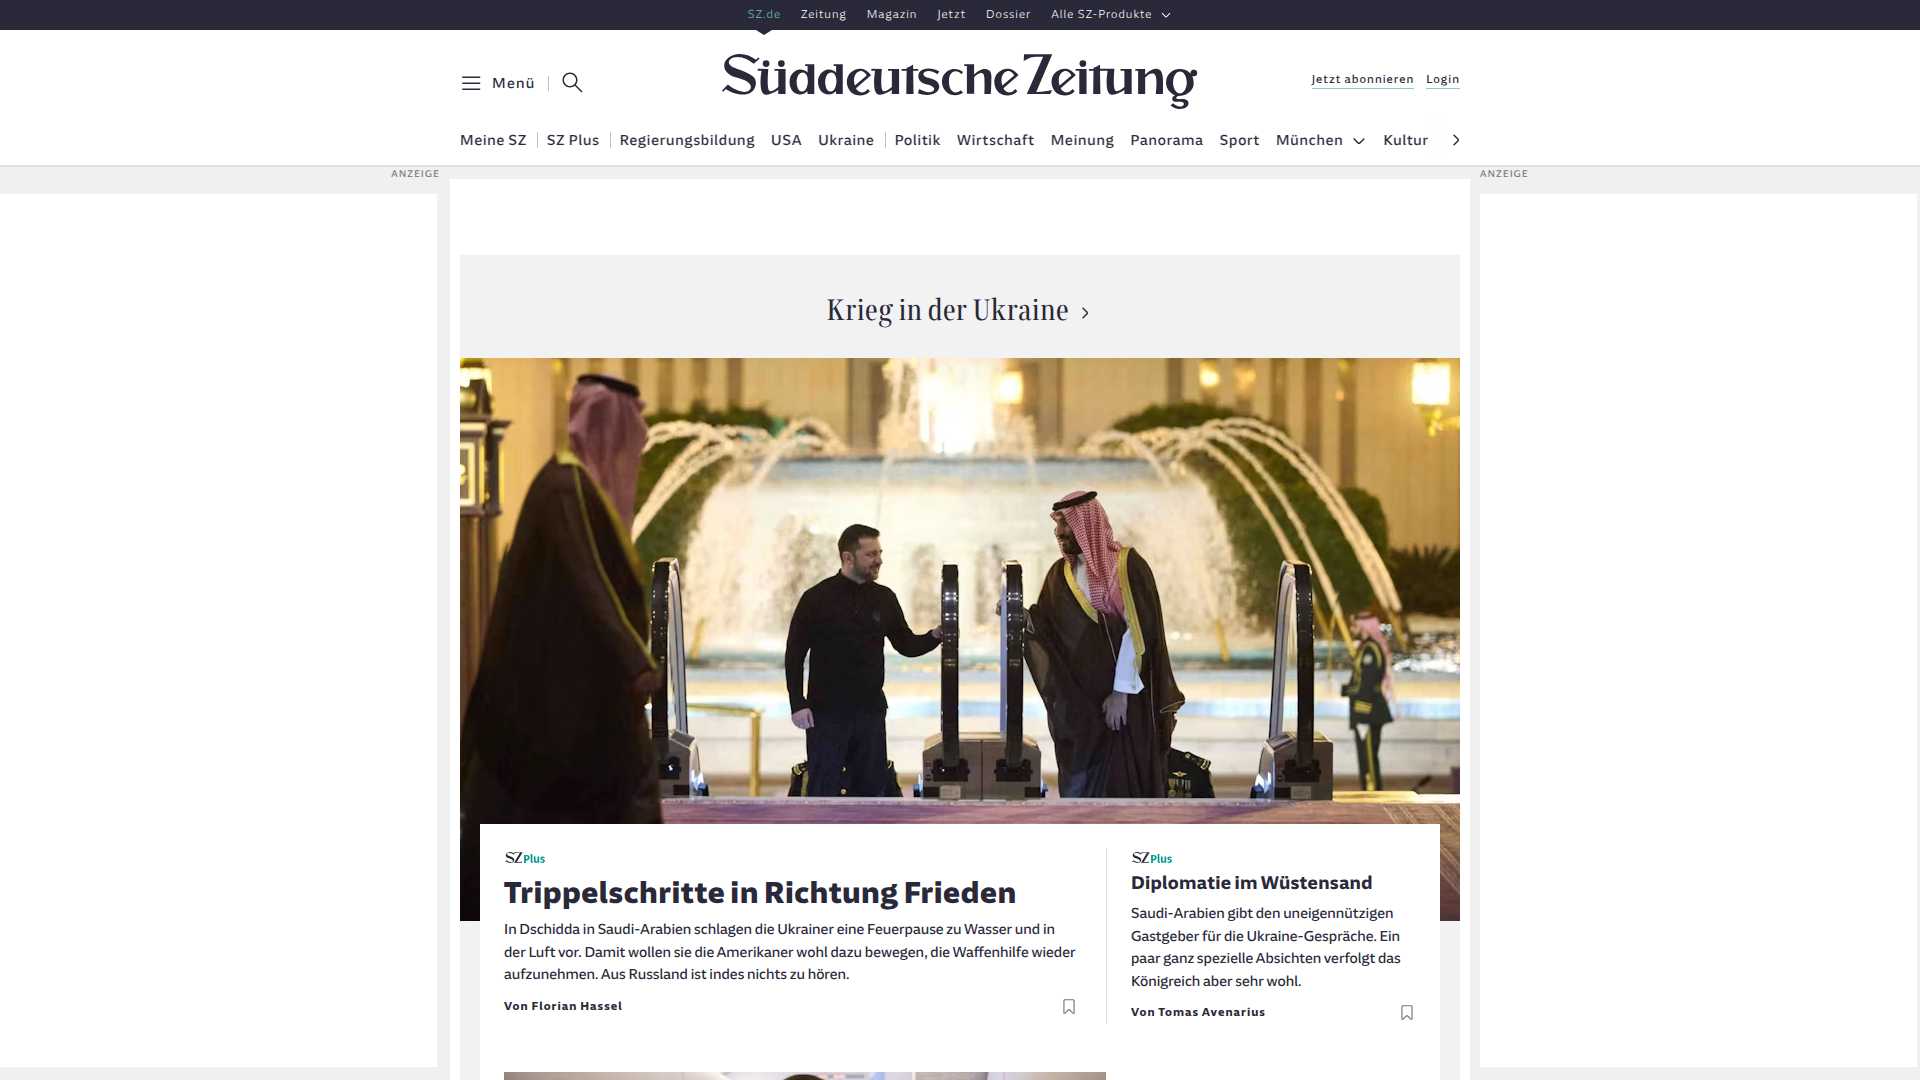 SZ.de Zeitung Magazin Jetzt Dossier Alle SZ-Produkte
Menü
Süddeutsche Zeitung
Jetzt abonnieren Login
Meine SZ SZ Plus Regierungsbildung USA Ukraine Politik Wirtschaft Meinung Panorama Sport München Kultur
ANZEIGE
ANZEIGE
Krieg in der Ukraine
SZ Plus
Trippelschritte in Richtung Frieden
In Dschidda in Saudi-Arabien schlagen die Ukrainer eine Feuerpause zu Wasser und in
der Luft vor. Damit wollen sie die Amerikaner wohl dazu bewegen, die Waffenhilfe wieder
aufzunehmen. Aus Russland ist indes nichts zu hören.
Von Florian Hassel
SZ Plus
Diplomatie im Wüstensand
Saudi-Arabien gibt den uneigennützigen
Gastgeber für die Ukraine-Gespräche. Ein
paar ganz spezielle Absichten verfolgt das
Königreich aber sehr wohl.
Von Tomas Avenarius